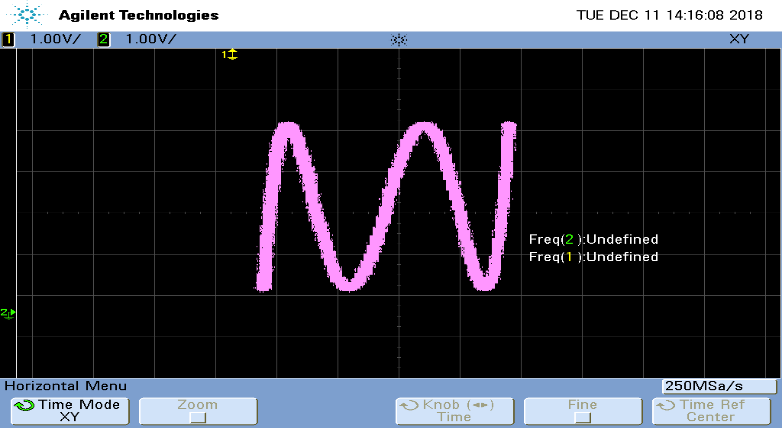 Agilent Technologies TUE DEC 11 14:16:08 2018
1 1.00V/ 2 1.00V/ XY
1
Freq(2):Undefined
Freq(1):Undefined
2
Horizontal Menu 250MSa/s
Time Mode Zoom Knob (◄►) Fine Time Ref
XY Time Center